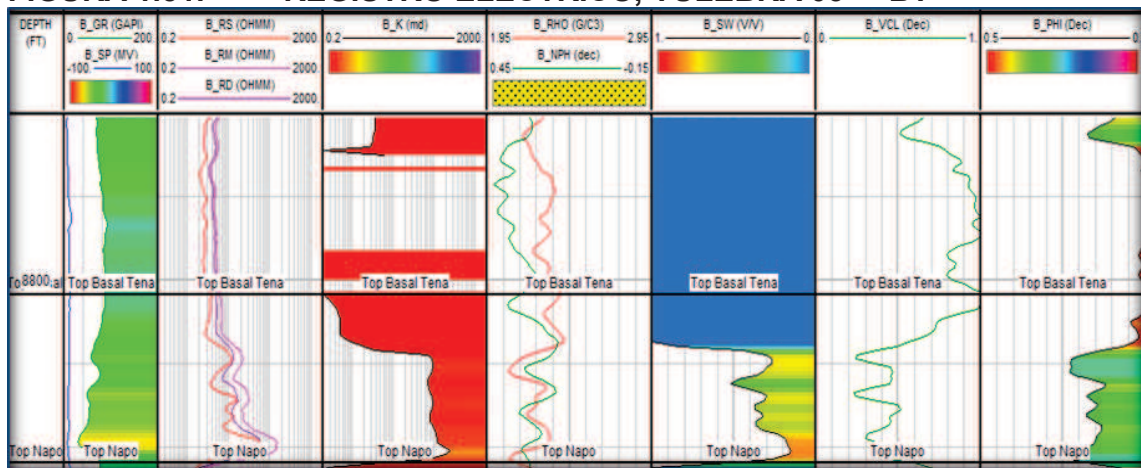 DEPTH (FT)
B_GR (GAPI)
0. 200.
B_SP (MV)
-100. 100.
B_RS (OHMM)
0.2 2000.
B_RM (OHMM)
0.2 2000.
B_RD (OHMM)
0.2 2000.
B_K (md)
0.2 2000.
B_RHO (G/C3)
1.95 2.95
B_NPH (dec)
0.45 -0.15
B_SW (V/V)
1. 0.
B_VCL (Dec)
0. 1.
B_PHI (Dec)
0.5 0.
8800 Top Basal Tena Top Basal Tena Top Basal Tena Top Basal Tena Top Basal Tena Top Basal Tena Top Basal Tena
Top Napo Top Napo Top Napo Top Napo Top Napo Top Napo Top Napo Top Napo